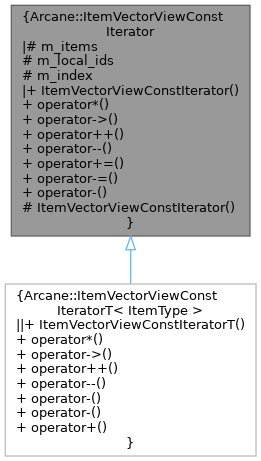 {Arcane::ItemVectorViewConst
Iterator
|# m_items
# m_local_ids
# m_index
|+ ItemVectorViewConstIterator()
+ operator*()
+ operator->()
+ operator++()
+ operator--()
+ operator+=()
+ operator-=()
+ operator-()
# ItemVectorViewConstIterator()
}
{Arcane::ItemVectorViewConst
IteratorT< ItemType >
||+ ItemVectorViewConstIteratorT()
+ operator*()
+ operator->()
+ operator++()
+ operator--()
+ operator-()
+ operator-()
+ operator+()
}